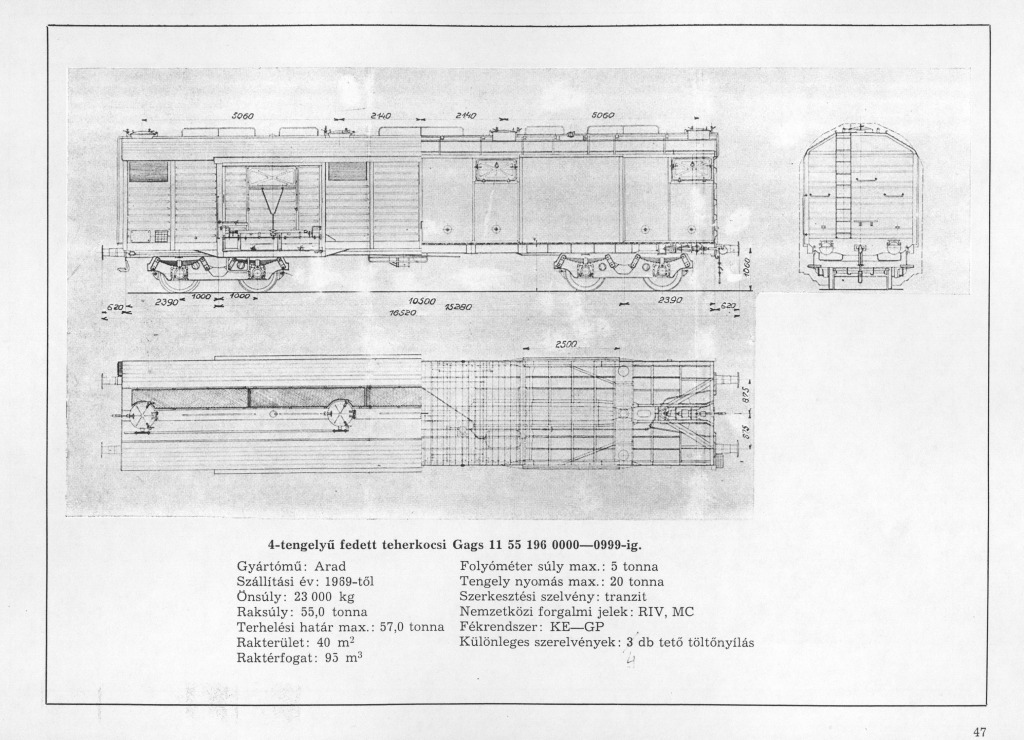 5060 2140 2140 5060
1060
2390 1000 1000 10500 2390
620 15280 620
16520
2500
875
875
4-tengelyű fedett teherkocsi Gags 11 55 196 0000—0999-ig.
Gyártómű: Arad
Szállítási év: 1969-től
Önsúly: 23 000 kg
Raksúly: 55,0 tonna
Terhelési határ max.: 57,0 tonna
Rakterület: 40 m²
Raktérfogat: 95 m³
Folyóméter súly max.: 5 tonna
Tengely nyomás max.: 20 tonna
Szerkesztési szelvény: tranzit
Nemzetközi forgalmi jelek: RIV, MC
Fékrendszer: KE—GP
Különleges szerelvények: 3 db tető töltőnyílás
4
47